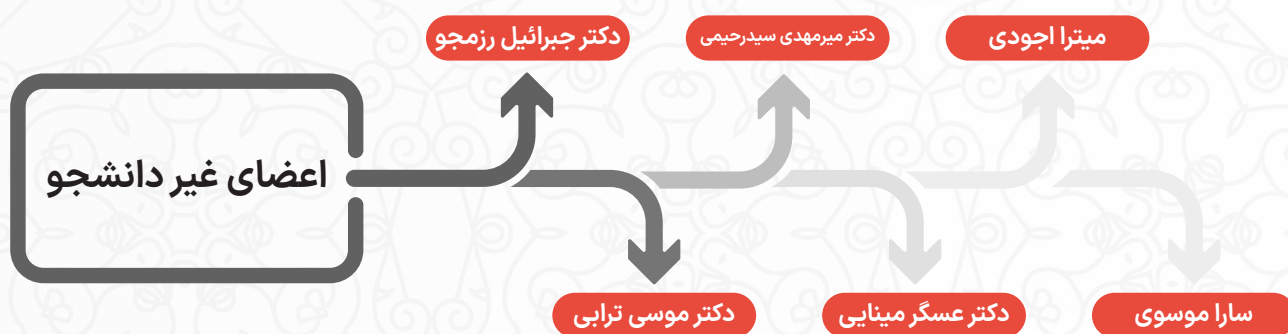 اعضای غیر دانشجو
دکتر جبرائیل رزمجو
دکتر موسی ترابی
دکتر میرمهدی سیدرحیمی
دکتر عسگر مینایی
میترا اجودی
سارا موسوی